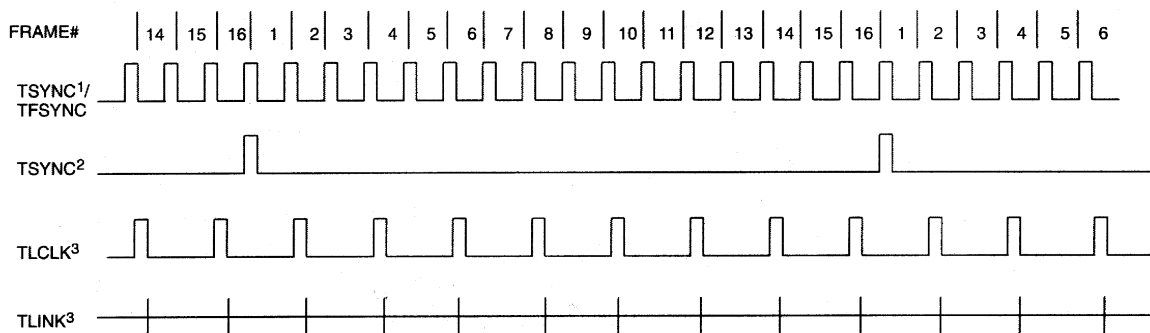 FRAME# 14 15 16 1 2 3 4 5 6 7 8 9 10 11 12 13 14 15 16 1 2 3 4 5 6
TSYNC¹/
TFSYNC
TSYNC²
TLCLK³
TLINK³